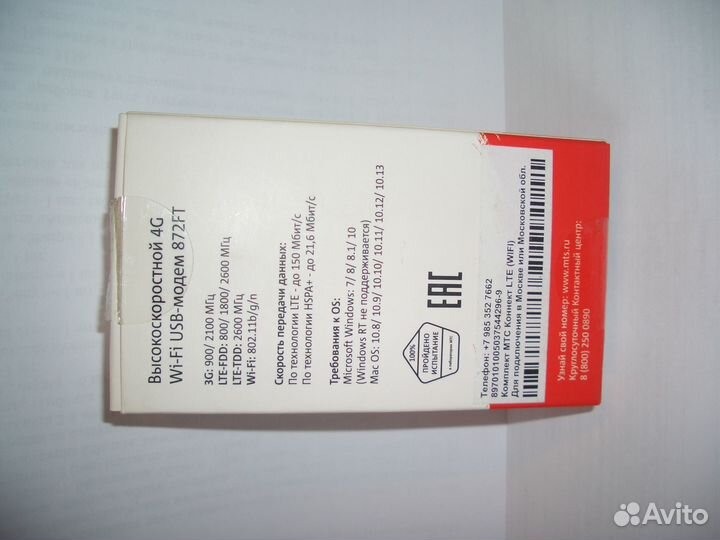 Высокоскоростной 4G
Wi-Fi USB-модем 872FT
3G: 900/ 2100 МГц
LTE-FDD: 800/ 1800/ 2600 МГц
LTE-TDD: 2600 МГц
Wi-Fi: 802.11b/g/n
Скорость передачи данных:
По технологии LTE - до 150 Мбит/с
По технологии HSPA+ - до 21,6 Мбит/с
Требования к OS:
Microsoft Windows: 7/ 8/ 8.1/ 10
(Windows RT не поддерживается)
Mac OS: 10.8/ 10.9/ 10.10/ 10.11/ 10.12/ 10.13
100%
ПРОЙДЕНО
ИСПЫТАНИЕ
в лаборатории МТС
EAC
Телефон: +7 985 352 7662
897010100503754 4296-9
Комплект МТС Коннект LTE (WIFI)
Для подключения в Москве или Московской обл.
Узнай свой номер: www.mts.ru
Круглосуточный Контактный центр:
8 (800) 250 0890
Avito